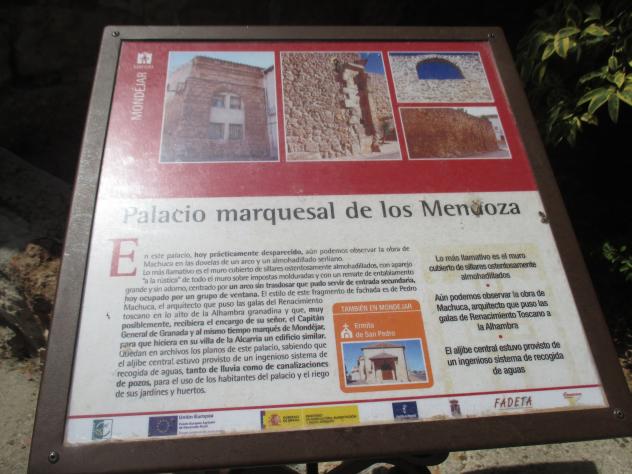 MONDÉJAR
Palacio marquesal de los Mendoza
En este palacio, hoy prácticamente desparecido, aún podemos observar la obra de
Machuca en las dovelas de un arco y un almohadillado serliano.
Lo más llamativo es el muro cubierto de sillares ostentosamente almohadillados, con aparejo
"a la rústica" de todo el muro sobre impostas molduradas y con un remate de entablamento
grande y sin adorno, centrado por un arco sin trasdosar que pudo servir de entrada secundaria,
hoy ocupado por un grupo de ventana. El estilo de este fragmento de fachada es de Pedro
Machuca, el arquitecto que puso las galas del Renacimiento
toscano en lo alto de la Alhambra granadina y que, muy
posiblemente, recibiera el encargo de su señor, el Capitán
General de Granada y al mismo tiempo marqués de Mondéjar,
para que hiciera en su villa de la Alcarria un edificio similar.
Quedan en archivos los planos de este palacio, sabiendo que
el aljibe central estuvo provisto de un ingenioso sistema de
recogida de aguas, tanto de lluvia como de canalizaciones
de pozos, para el uso de los habitantes del palacio y el riego
de sus jardines y huertos.
TAMBIÉN EN MONDÉJAR
Ermita
de San Pedro
Lo más llamativo es el muro
cubierto de sillares ostentosamente
almohadillados
•
Aún podemos observar la obra de
Machuca, arquitecto que puso las
galas de Renacimiento Toscano a
la Alhambra
•
El aljibe central estuvo provisto de
un ingenioso sistema de recogida
de aguas
Unión Europea
FADETA